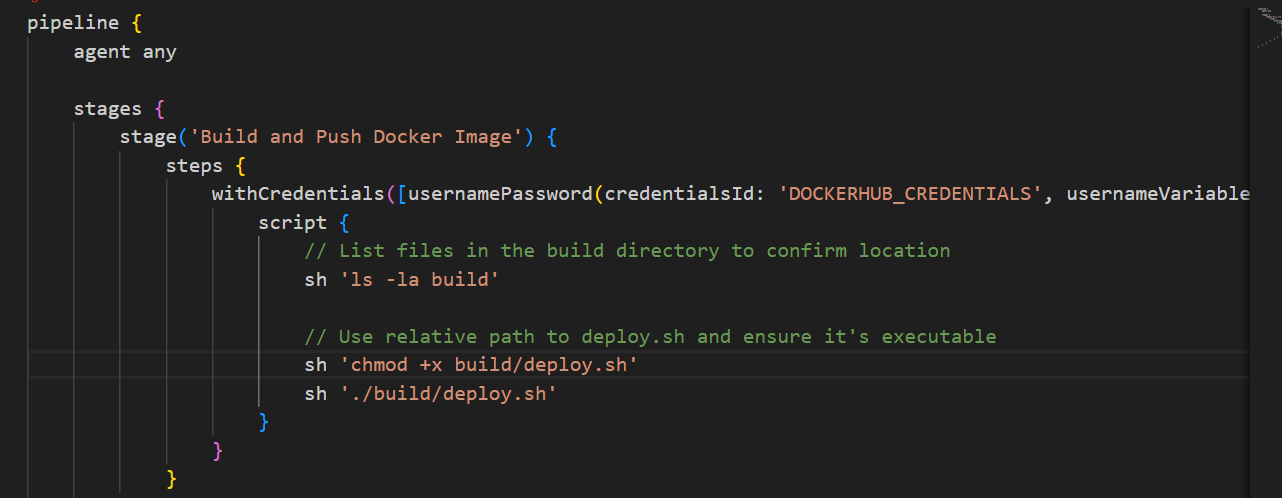 pipeline {
    agent any
    stages {
        stage('Build and Push Docker Image') {
            steps {
                withCredentials([usernamePassword(credentialsId: 'DOCKERHUB_CREDENTIALS', usernameVariable
                    script {
                        // List files in the build directory to confirm location
                        sh 'ls -la build'
                        // Use relative path to deploy.sh and ensure it's executable
                        sh 'chmod +x build/deploy.sh'
                        sh './build/deploy.sh'
                    }
                }
            }